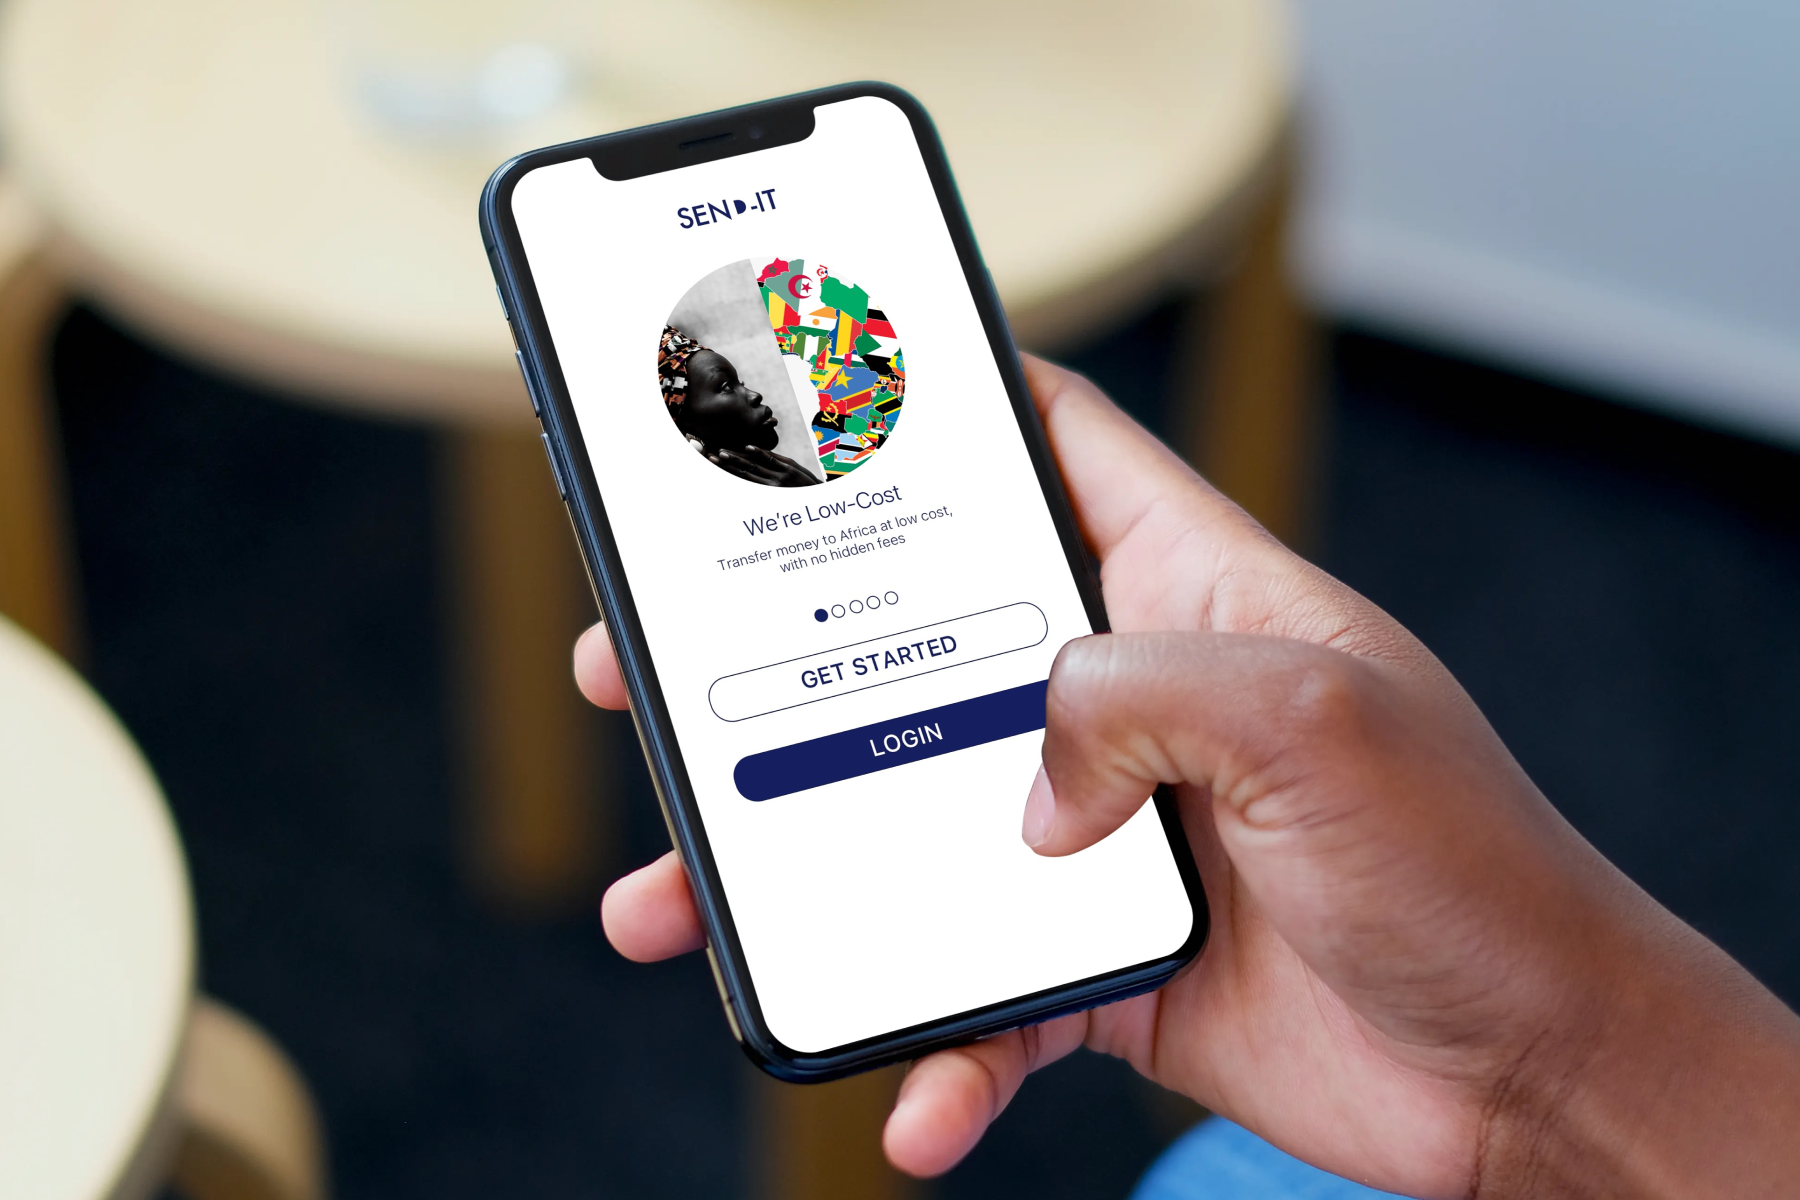 SEND-IT
We're Low-Cost
Transfer money to Africa at low cost,
with no hidden fees
GET STARTED
LOGIN